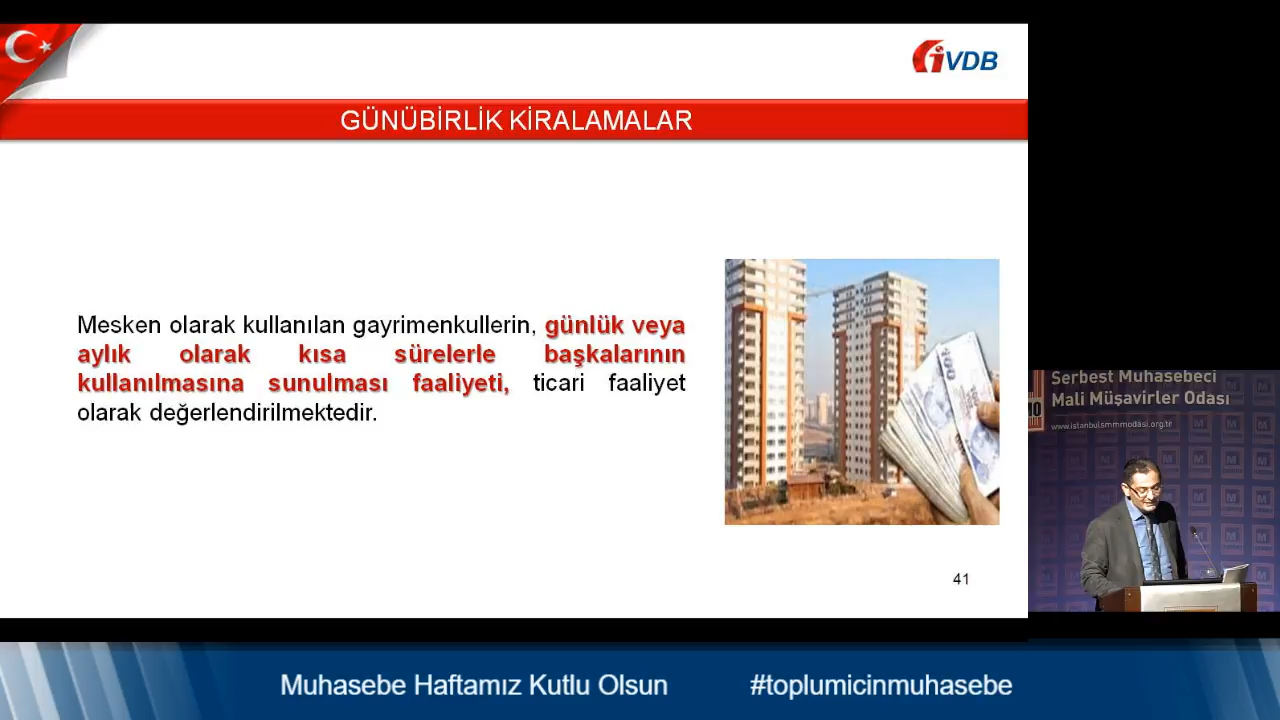 iVDB
GÜNÜBİRLİK KİRALAMALAR
Mesken olarak kullanılan gayrimenkullerin, günlük veya
aylık olarak kısa sürelerle başkalarının
kullanılmasına sunulması faaliyeti, ticari faaliyet
olarak değerlendirilmektedir.
41
Serbest Muhasebeci
Mali Müşavirler Odası
www.istanbulsmmmodasi.org.tr
Muhasebe Haftamız Kutlu Olsun
#toplumicinmuhasebe